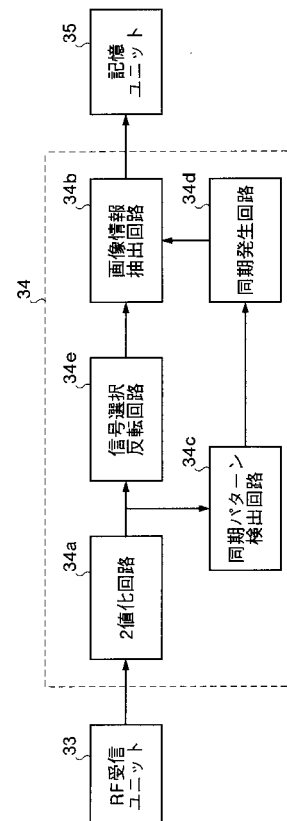 34
33
RF受信
ユニット
34a
2値化回路
34e
信号選択
反転回路
34b
画像情報
抽出回路
35
記憶
ユニット
34c
同期パターン
検出回路
34d
同期発生回路